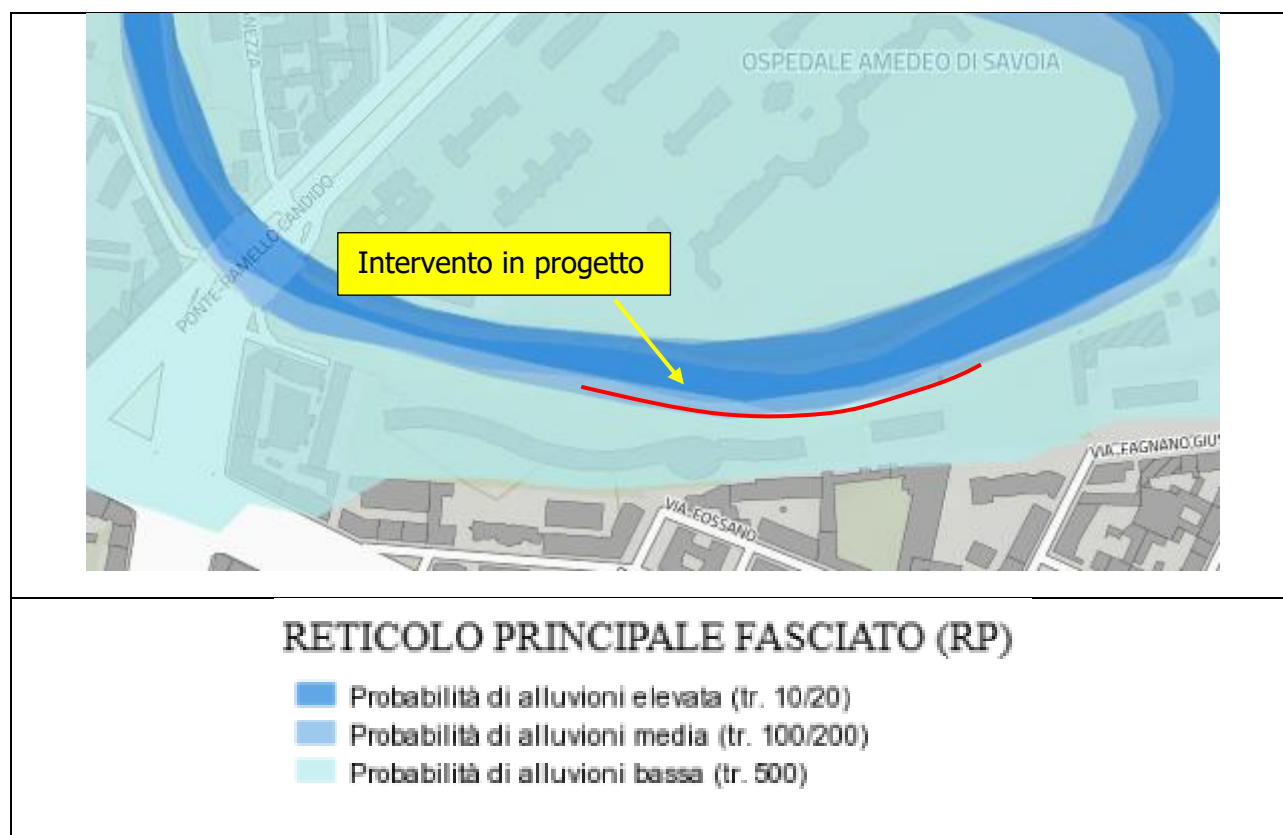 ANEZZA
OSPEDALE AMEDEO DI SAVOIA
PONTE-RAMELLO CANDIDO
Intervento in progetto
VIA-FAGNANO GIUS
VIA-FOSSANO
RETICOLO PRINCIPALE FASCIATO (RP)
Probabilità di alluvioni elevata (tr. 10/20)
Probabilità di alluvioni media (tr. 100/200)
Probabilità di alluvioni bassa (tr. 500)